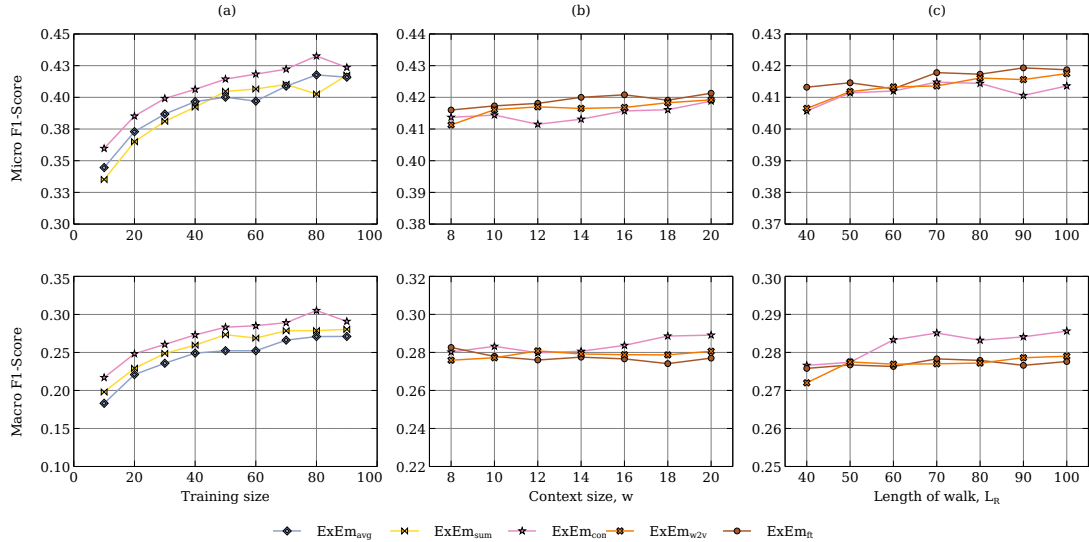 (a)
(b)
(c)
Micro F1-Score
0.45
0.43
0.40
0.38
0.35
0.33
0.30
0 20 40 60 80 100
0.44
0.43
0.42
0.41
0.40
0.39
0.38
8 10 12 14 16 18 20
0.43
0.42
0.41
0.40
0.39
0.38
0.37
40 50 60 70 80 90 100
Macro F1-Score
0.35
0.30
0.25
0.20
0.15
0.10
0 20 40 60 80 100
Training size
0.32
0.30
0.28
0.26
0.24
0.22
8 10 12 14 16 18 20
Context size, w
0.30
0.29
0.28
0.27
0.26
0.25
40 50 60 70 80 90 100
Length of walk, L_R
ExEm_avg ExEm_sum ExEm_con ExEm_w2v ExEm_ft